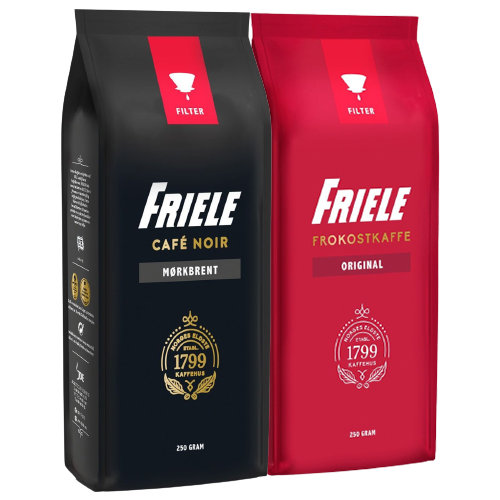 FILTER
FRIELE
CAFÉ NOIR
MØRKBRENT
NORGES ELDSTE
ETABL.
1799
KAFFEHUS
250 GRAM
FILTER
FRIELE
FROKOSTKAFFE
ORIGINAL
NORGES ELDSTE
ETABL.
1799
KAFFEHUS
250 GRAM